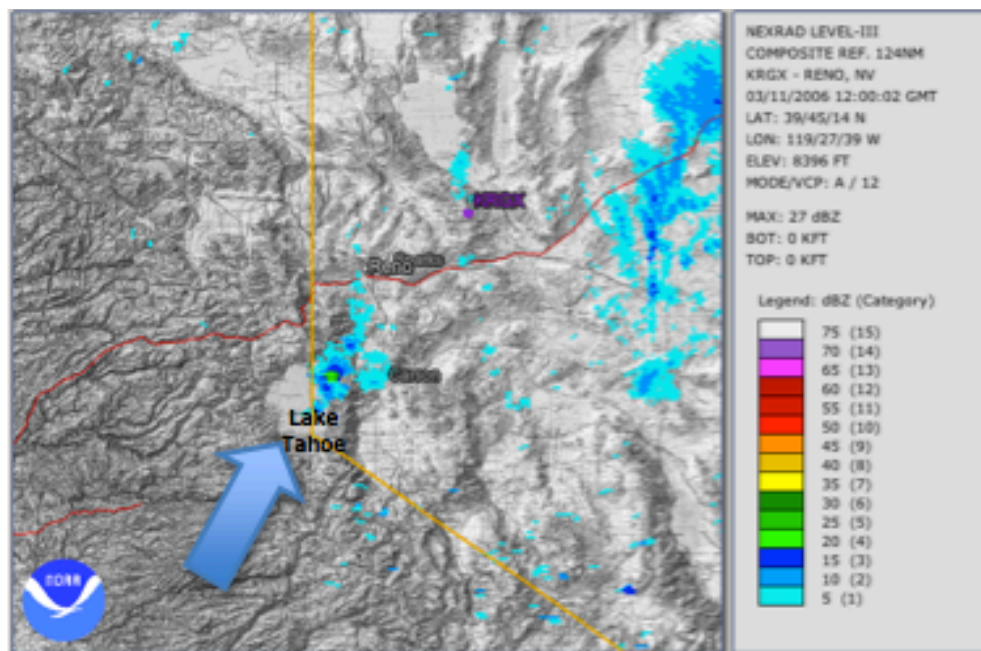 NEXRAD LEVEL-III
COMPOSITE REF. 124NM
KRGX - RENO, NV
03/11/2006 12:00:02 GMT
LAT: 39/45/14 N
LON: 119/27/39 W
ELEV: 8396 FT
MODE/VCP: A / 12
MAX: 27 dBZ
BOT: 0 KFT
TOP: 0 KFT
Legend: dBZ (Category)
75 (15)
70 (14)
65 (13)
60 (12)
55 (11)
50 (10)
45 (9)
40 (8)
35 (7)
30 (6)
25 (5)
20 (4)
15 (3)
10 (2)
5 (1)
KRGX
Reno
Carson
Lake
Tahoe
NOAA